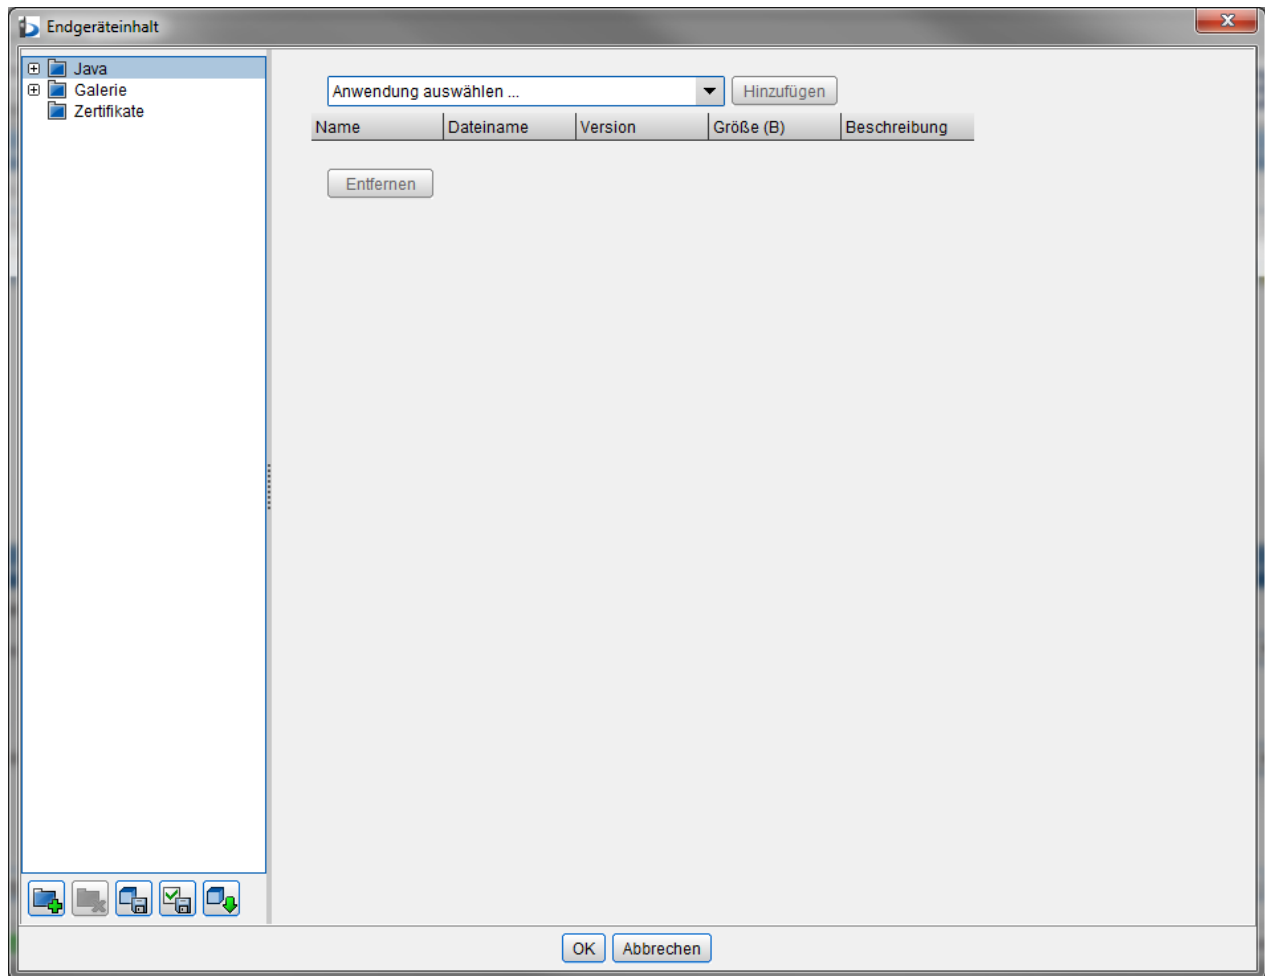 Endgeräteinhalt
Java
Galerie
Zertifikate
Anwendung auswählen ...
Hinzufügen
Name Dateiname Version Größe (B) Beschreibung
Entfernen
OK Abbrechen